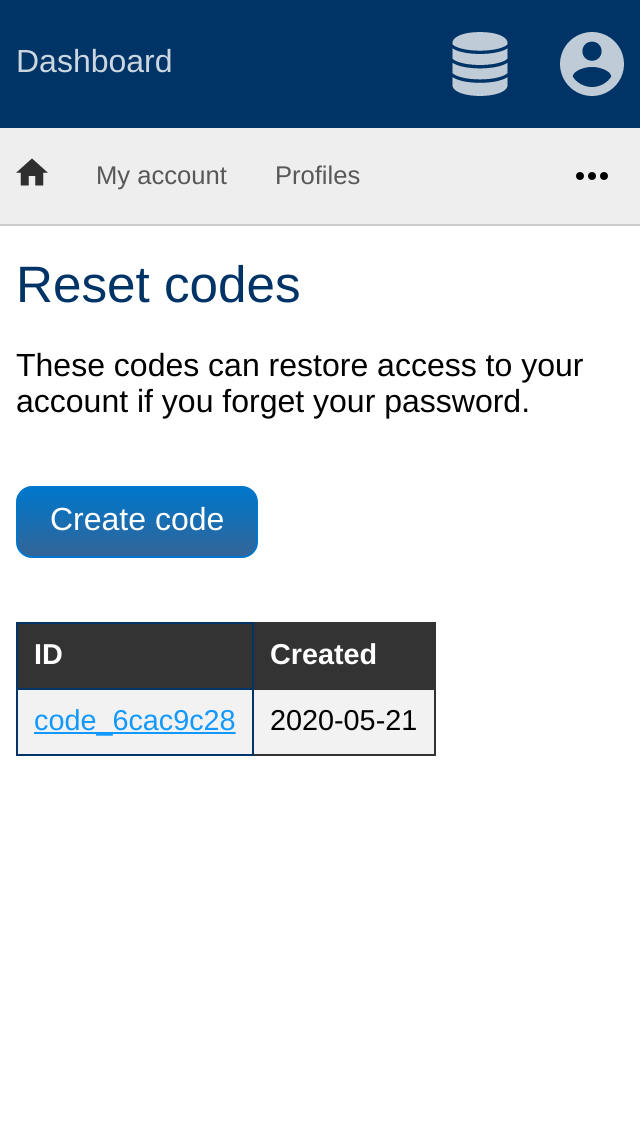 Dashboard
My account Profiles
Reset codes
These codes can restore access to your
account if you forget your password.
Create code
ID Created
code_6cac9c28 2020-05-21